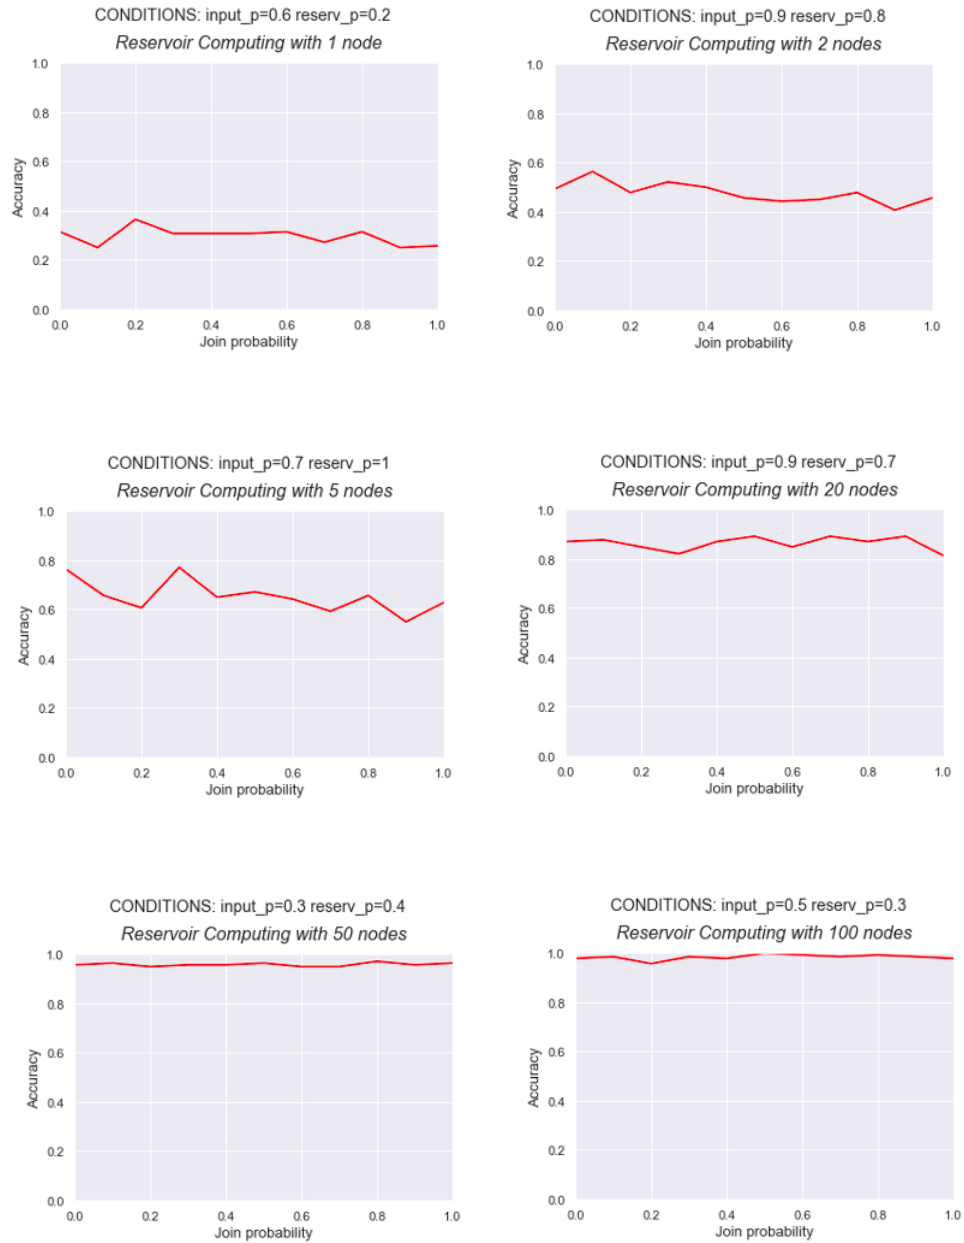 CONDITIONS: input_p=0.6 reserv_p=0.2
Reservoir Computing with 1 node
1.0
0.8
0.6
0.4
0.2
0.0
Accuracy
0.0 0.2 0.4 0.6 0.8 1.0
Join probability
CONDITIONS: input_p=0.9 reserv_p=0.8
Reservoir Computing with 2 nodes
1.0
0.8
0.6
0.4
0.2
0.0
Accuracy
0.0 0.2 0.4 0.6 0.8 1.0
Join probability
CONDITIONS: input_p=0.7 reserv_p=1
Reservoir Computing with 5 nodes
1.0
0.8
0.6
0.4
0.2
0.0
Accuracy
0.0 0.2 0.4 0.6 0.8 1.0
Join probability
CONDITIONS: input_p=0.9 reserv_p=0.7
Reservoir Computing with 20 nodes
1.0
0.8
0.6
0.4
0.2
0.0
Accuracy
0.0 0.2 0.4 0.6 0.8 1.0
Join probability
CONDITIONS: input_p=0.3 reserv_p=0.4
Reservoir Computing with 50 nodes
1.0
0.8
0.6
0.4
0.2
0.0
Accuracy
0.0 0.2 0.4 0.6 0.8 1.0
Join probability
CONDITIONS: input_p=0.5 reserv_p=0.3
Reservoir Computing with 100 nodes
1.0
0.8
0.6
0.4
0.2
0.0
Accuracy
0.0 0.2 0.4 0.6 0.8 1.0
Join probability